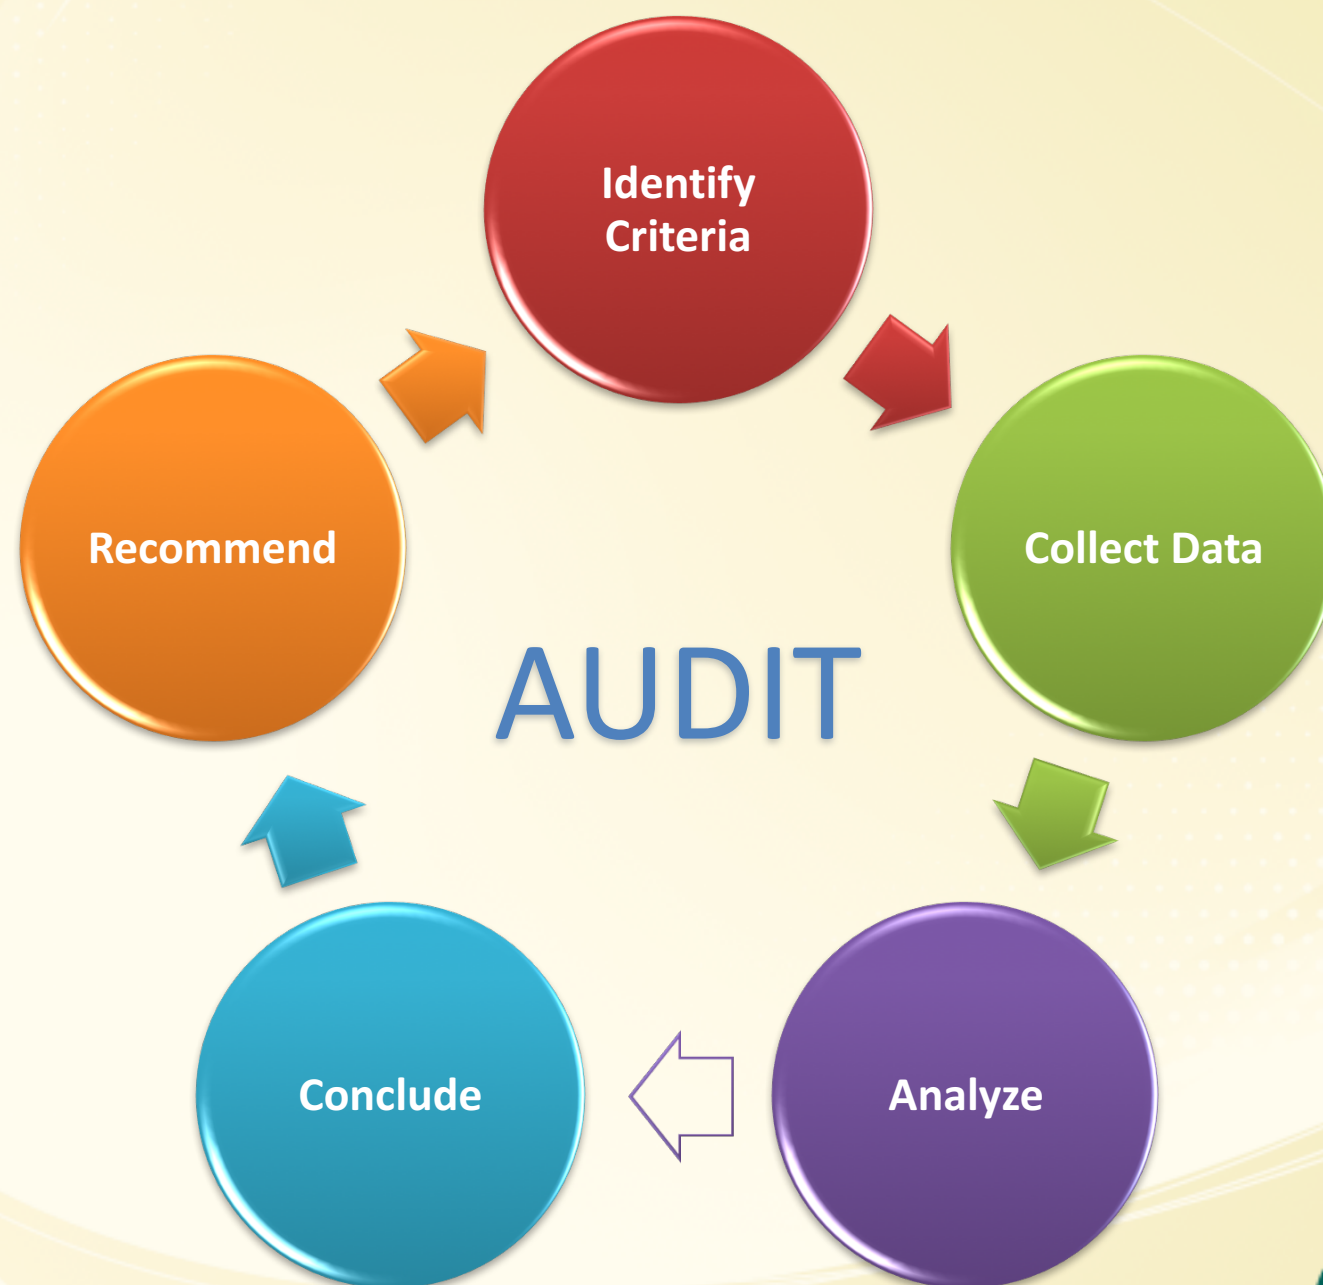 Identify
Criteria
Collect Data
Analyze
Conclude
Recommend
AUDIT